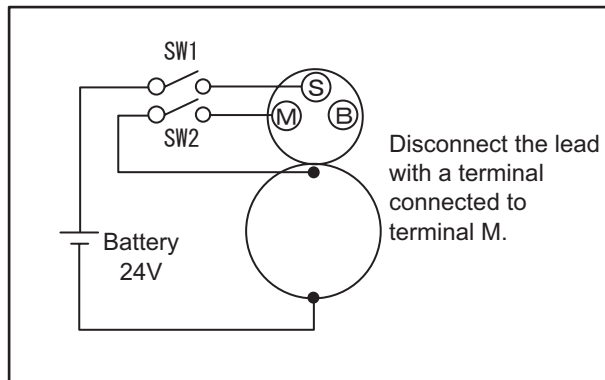 SW1
S
M
B
SW2
Disconnect the lead
with a terminal
connected to
terminal M.
Battery
24V